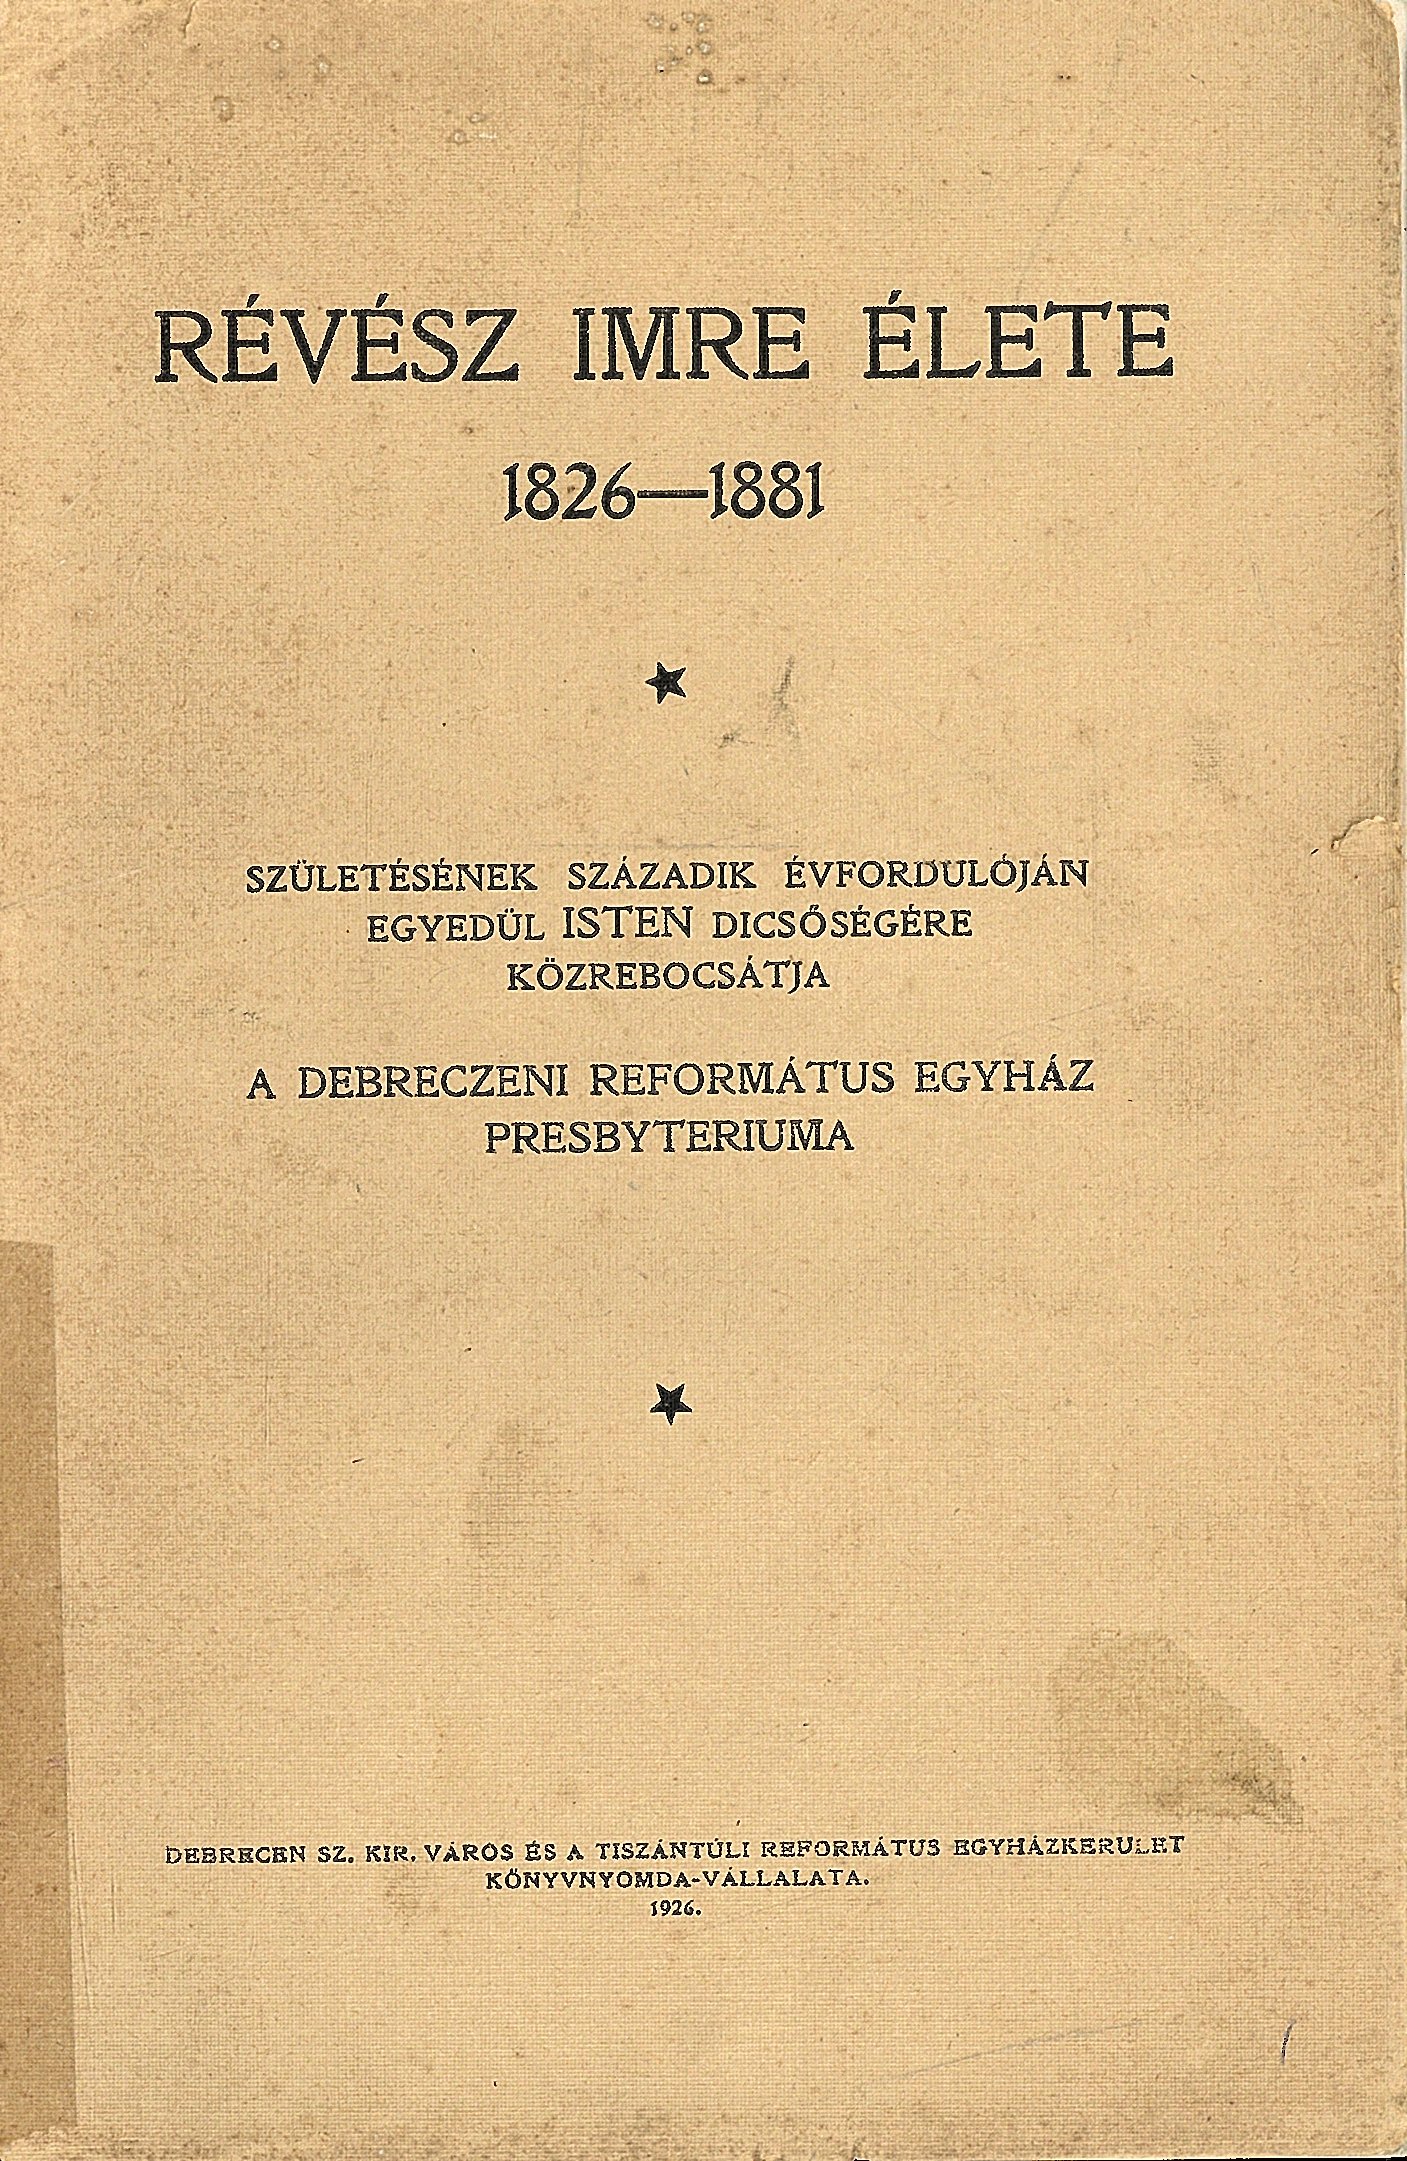 RÉVÉSZ IMRE ÉLETE
1826—1881
SZÜLETÉSÉNEK SZÁZADIK ÉVFORDULÓJÁN
EGYEDÜL ISTEN DICSŐSÉGÉRE
KÖZREBOCSÁTJA
A DEBRECZENI REFORMÁTUS EGYHÁZ
PRESBYTERIUMA
DEBRECEN SZ. KIR. VÁROS ÉS A TISZÁNTÚLI REFORMÁTUS EGYHÁZKERULET
KÖNYVNYOMDA-VÁLLALATA.
1926.